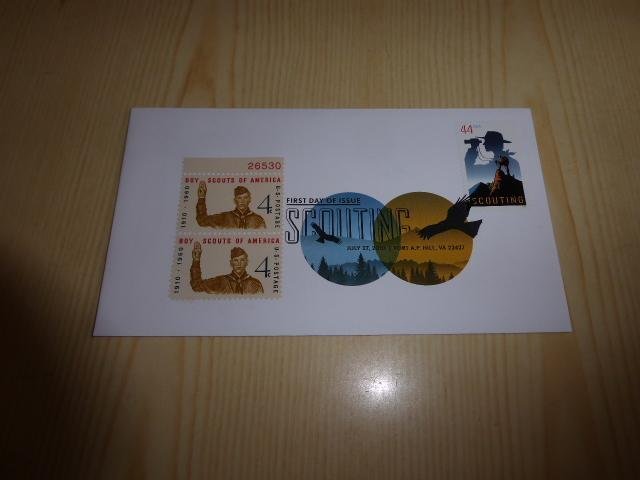 26530
BOY SCOUTS OF AMERICA
1910 · 1960
4¢
U·S·POSTAGE
BOY SCOUTS OF AMERICA
1910 · 1960
4¢
U·S·POSTAGE
FIRST DAY OF ISSUE
SCOUTING
JULY 27, 2010 | FORT A.P. HILL, VA 22427
44
SCOUTING